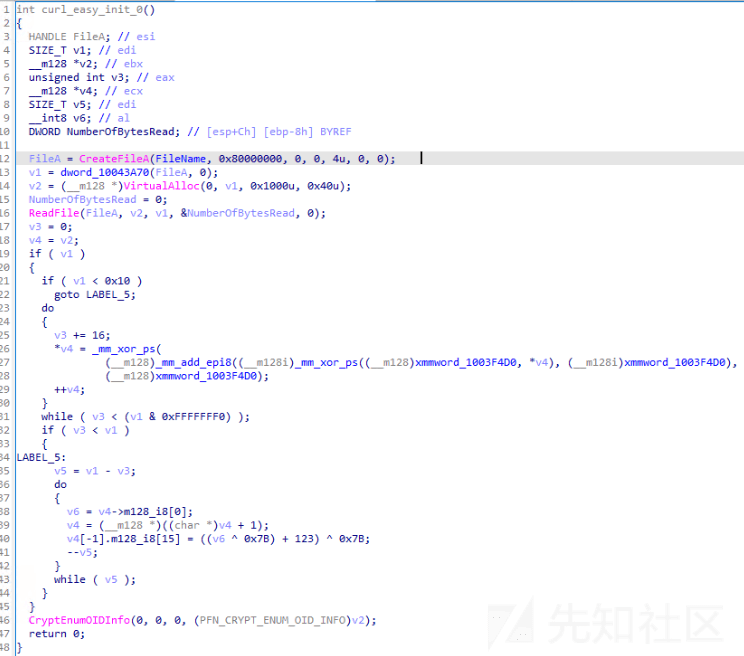 1 int curl_easy_init_0()
2 {
3 HANDLE FileA; // esi
4 SIZE_T v1; // edi
5 __m128 *v2; // ebx
6 unsigned int v3; // eax
7 __m128 *v4; // ecx
8 SIZE_T v5; // edi
9 __int8 v6; // al
10 DWORD NumberOfBytesRead; // [esp+Ch] [ebp-8h] BYREF
11
12 FileA = CreateFileA(FileName, 0x80000000, 0, 0, 4u, 0, 0);
13 v1 = dword_10043A70(FileA, 0);
14 v2 = (__m128 *)VirtualAlloc(0, v1, 0x1000u, 0x40u);
15 NumberOfBytesRead = 0;
16 ReadFile(FileA, v2, v1, &NumberOfBytesRead, 0);
17 v3 = 0;
18 v4 = v2;
19 if ( v1 )
20 {
21 if ( v1 < 0x10 )
22 goto LABEL_5;
23 do
24 {
25 v3 += 16;
26 *v4 = _mm_xor_ps(
27 (__m128)_mm_add_epi8((__m128i)_mm_xor_ps((__m128)xmmword_1003F4D0, *v4), (__m128i)xmmword_1003F4D0),
28 (__m128)xmmword_1003F4D0);
29 ++v4;
30 }
31 while ( v3 < (v1 & 0xFFFFFFF0) );
32 if ( v3 < v1 )
33 {
34 LABEL_5:
35 v5 = v1 - v3;
36 do
37 {
38 v6 = v4->m128_i8[0];
39 v4 = (__m128 *)((char *)v4 + 1);
40 v4[-1].m128_i8[15] = ((v6 ^ 0x7B) + 123) ^ 0x7B;
41 --v5;
42 }
43 while ( v5 );
44 }
45 }
46 CryptEnumOIDInfo(0, 0, 0, (PFN_CRYPT_ENUM_OID_INFO)v2);
47 return 0;
48 }
先知社区